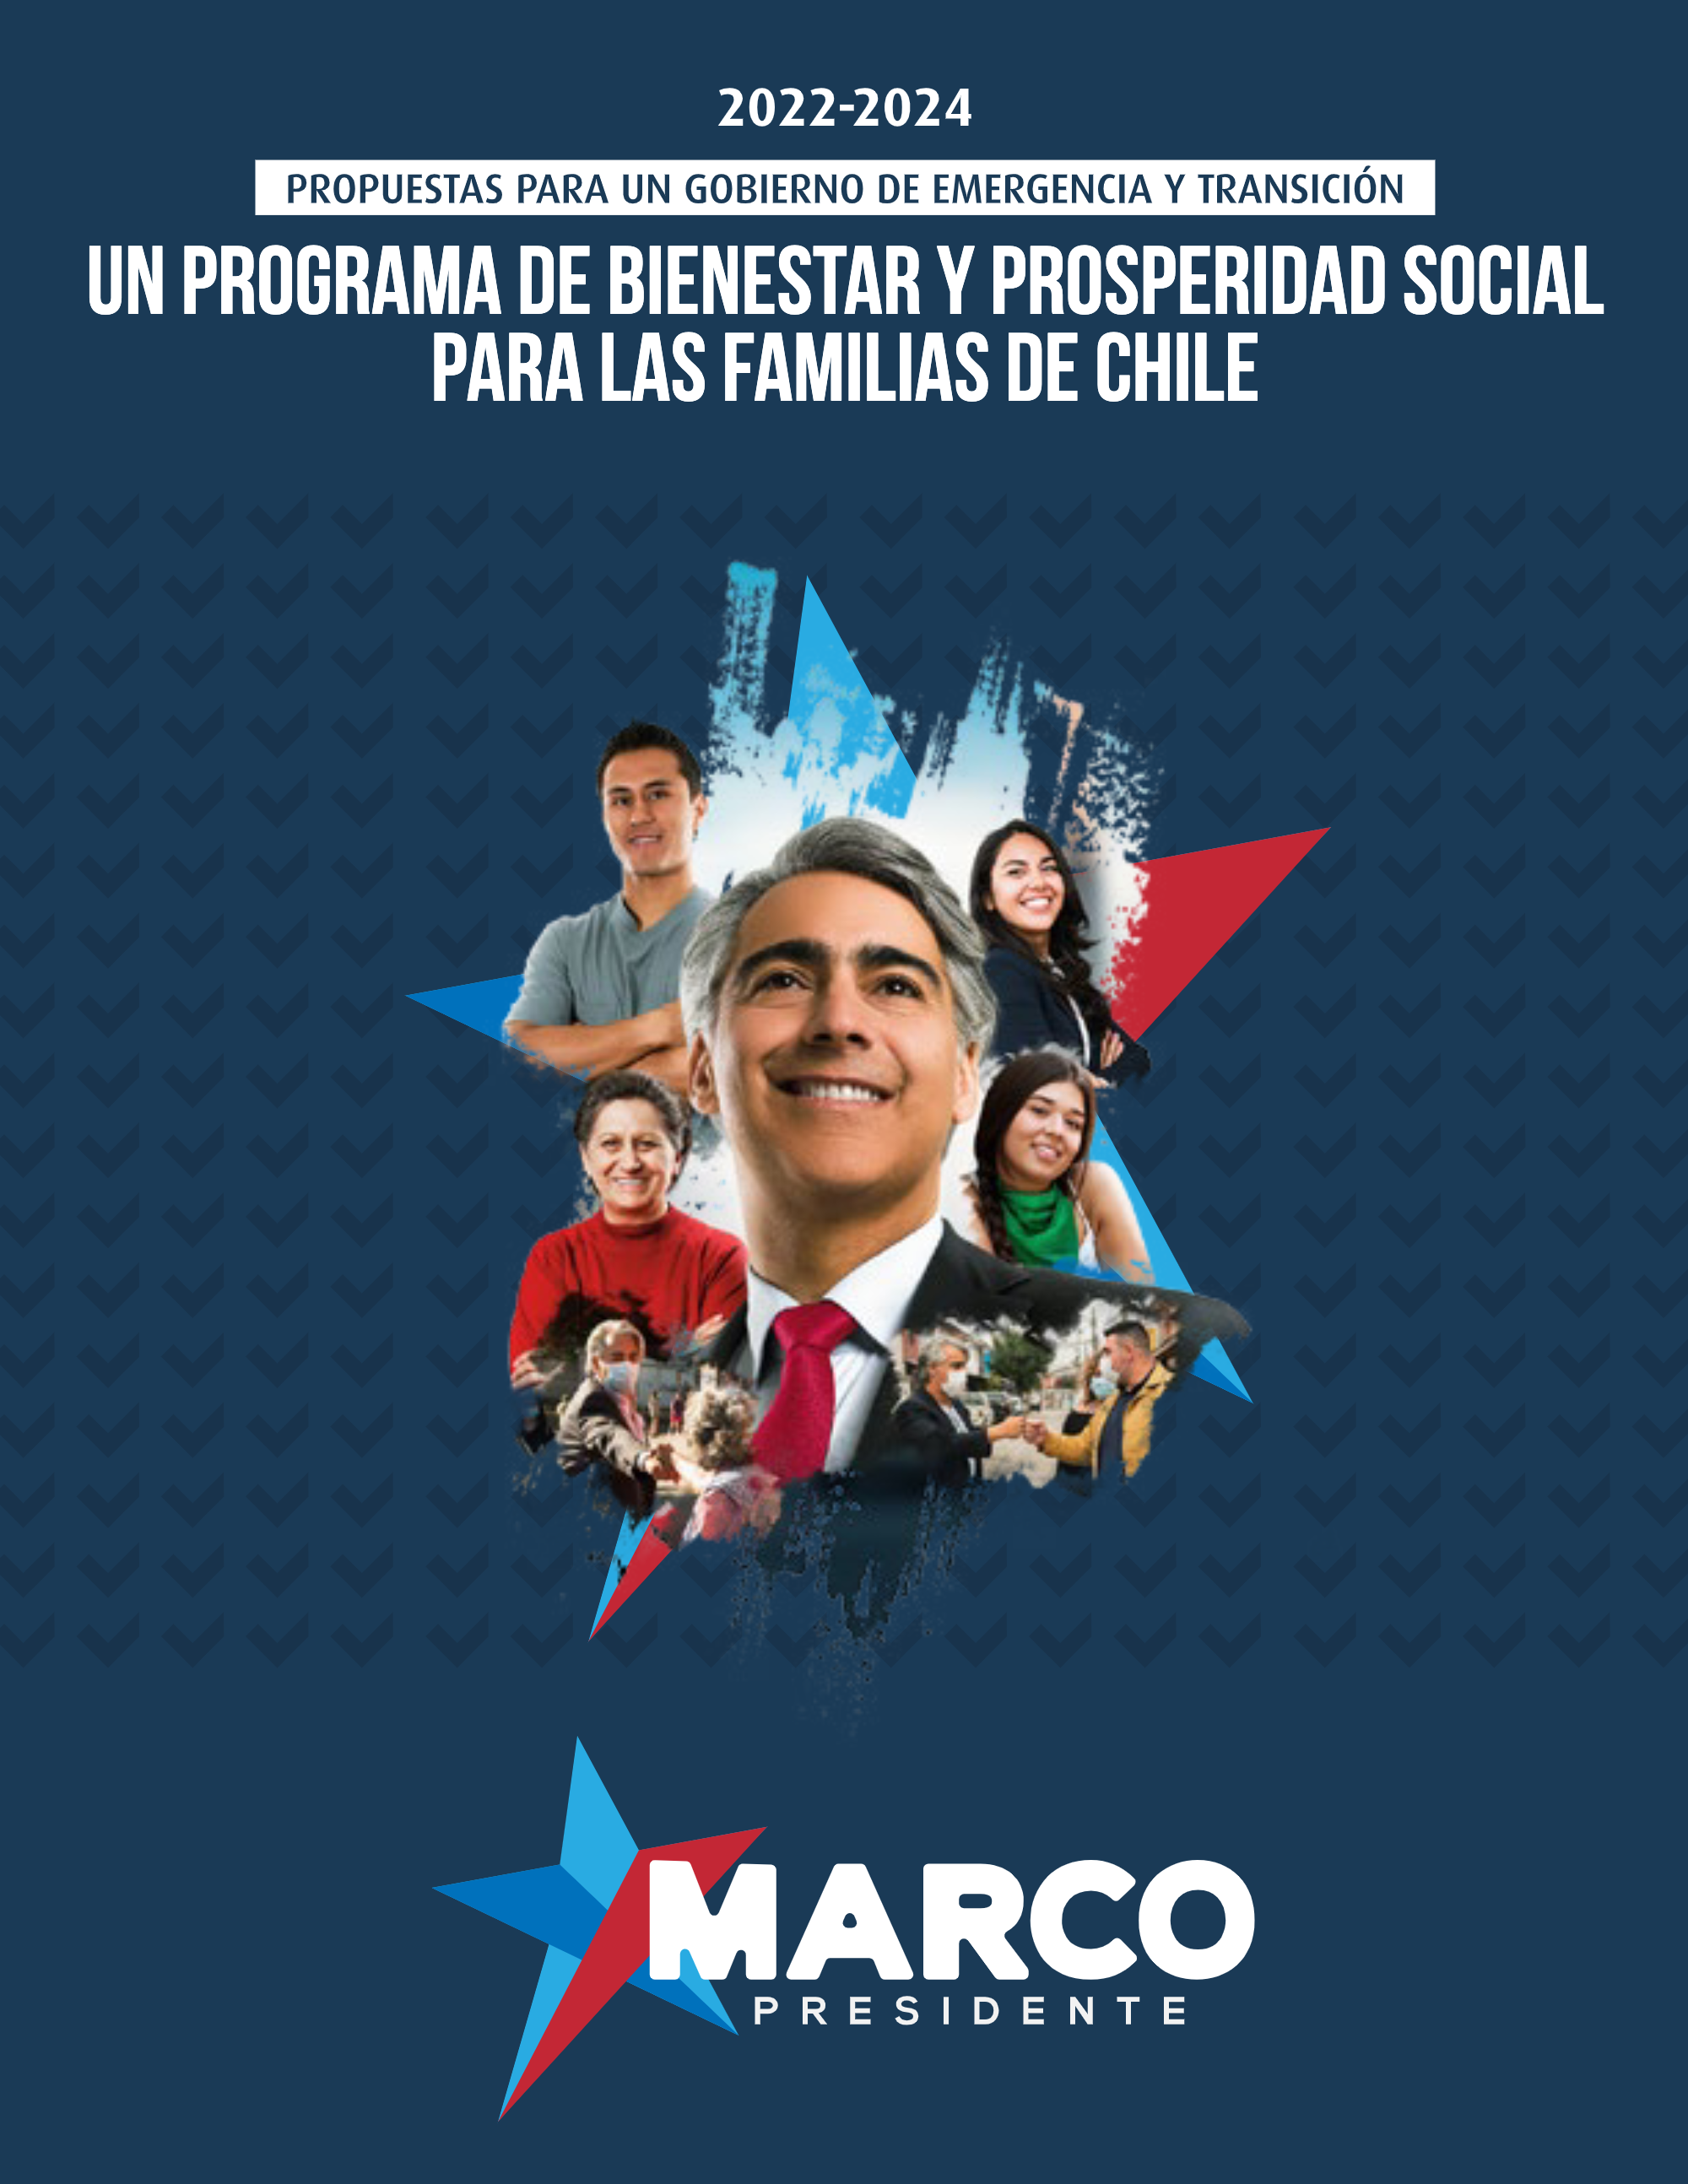 2022-2024
PROPUESTAS PARA UN GOBIERNO DE EMERGENCIA Y TRANSICIÓN
UN PROGRAMA DE BIENESTAR Y PROSPERIDAD SOCIAL
PARA LAS FAMILIAS DE CHILE
MARCO
PRESIDENTE